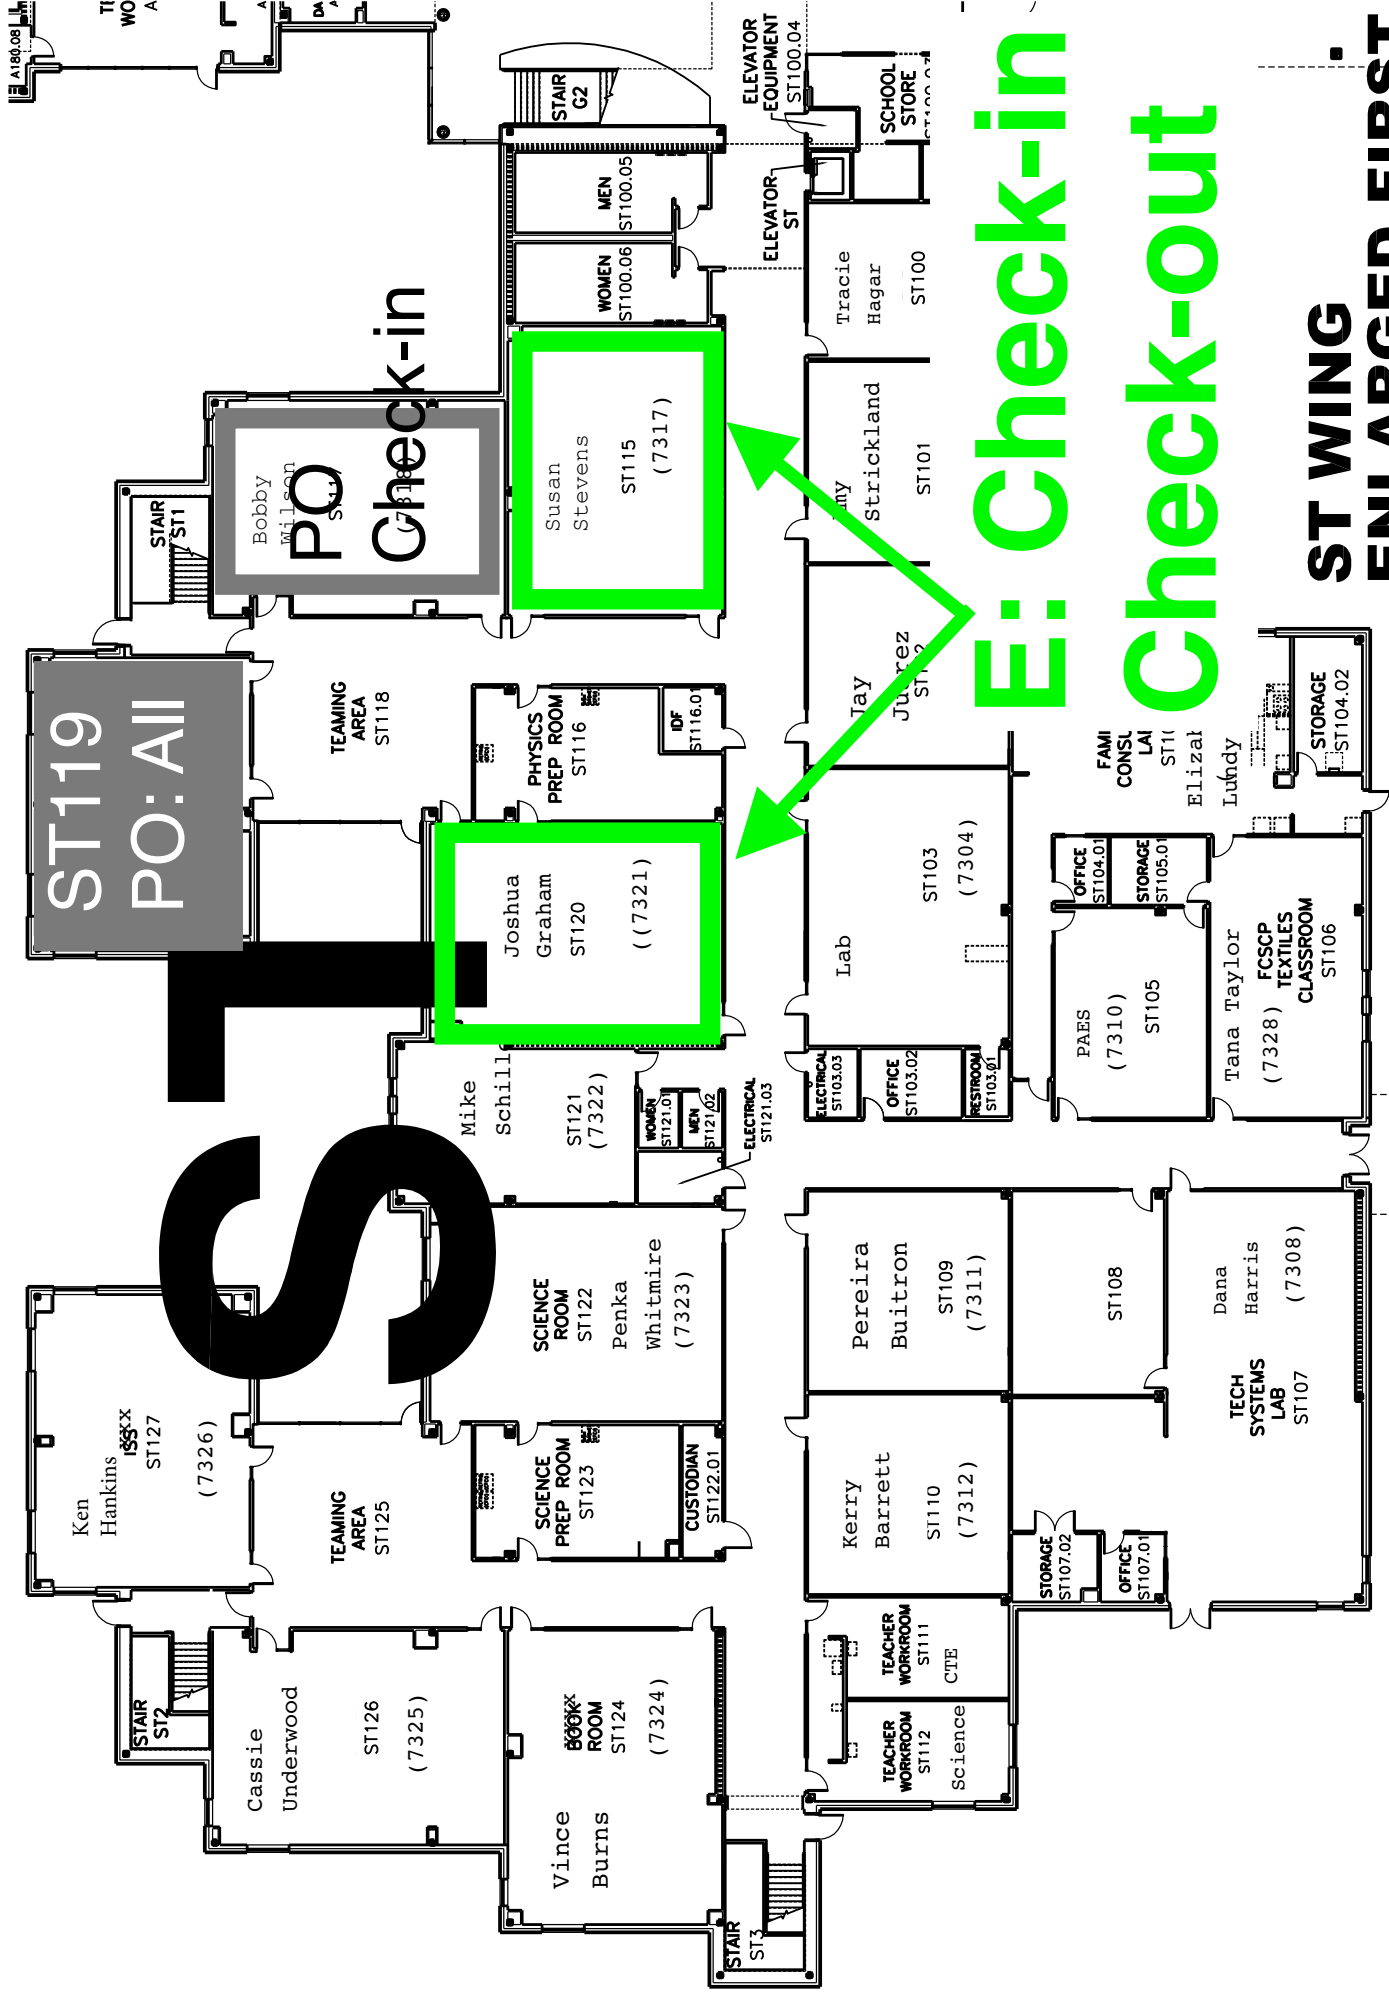 A180.08
STAIR
G2
ELEVATOR
EQUIPMENT
ST100.04
SCHOOL
STORE
MEN
ST100.05
WOMEN
ST100.06
ELEVATOR
ST
Tracie
Hagar
ST100
E: Check-in
Check-out
ST WING
ENLARGED FIRST
STAIR
ST1
Bobby
Wilson
PO
Check-in
Susan
Stevens
ST115
(7317)
Strickland
ST101
Jay
Juarez
ST119
PO: All
TEAMING
AREA
ST118
PHYSICS
PREP ROOM
ST116
IDF
ST116.01
STORAGE
ST104.02
Lundy
Joshua
Graham
ST120
((7321)
Lab
ST103
(7304)
OFFICE
ST104.01
STORAGE
ST105.01
PAES
(7310)
ST105
Tana Taylor
(7328)
FCSCP
TEXTILES
CLASSROOM
ST106
ST
Mike
Schill
ST121
(7322)
WOMEN
ST121.01
MEN
ST121.02
ELECTRICAL
ST121.03
ELECTRICAL
ST103.03
OFFICE
ST103.02
RESTROOM
ST103.01
Ken
Hankins
ISS
ST127
(7326)
SCIENCE
ROOM
ST122
Penka
Whitmire
(7323)
Pereira
Buitron
ST109
(7311)
ST108
Dana
Harris
(7308)
TECH
SYSTEMS
LAB
ST107
TEAMING
AREA
ST125
SCIENCE
PREP ROOM
ST123
CUSTODIAN
ST122.01
Kerry
Barrett
ST110
(7312)
STORAGE
ST107.02
OFFICE
ST107.01
STAIR
ST2
Cassie
Underwood
ST126
(7325)
Vince
Burns
BOOK
ROOM
ST124
(7324)
TEACHER
WORKROOM
ST111
CTE
TEACHER
WORKROOM
ST112
Science
STAIR
ST3